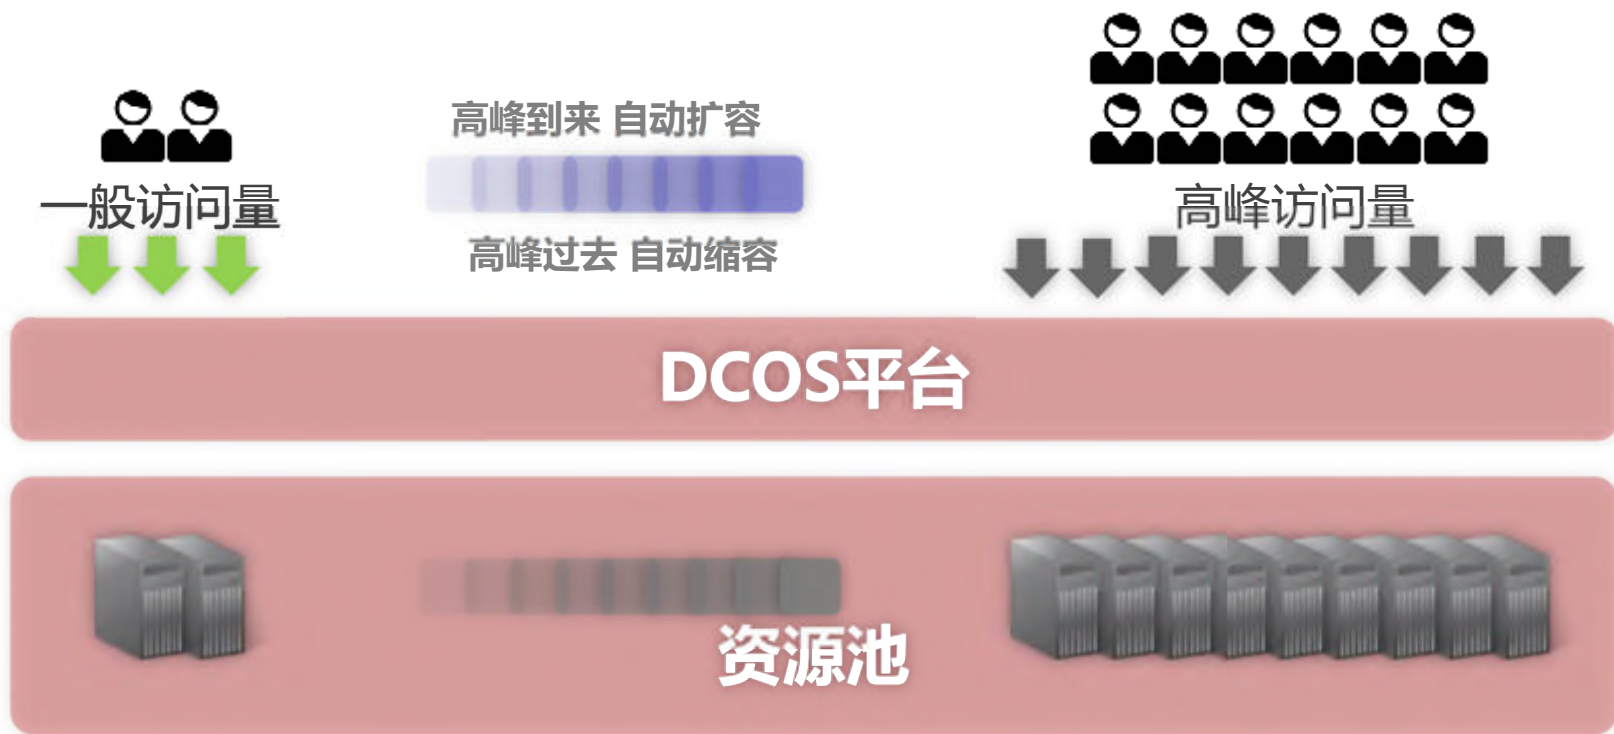 高峰到来 自动扩容
一般访问量
高峰访问量
高峰过去 自动缩容
DCOS平台
资源池